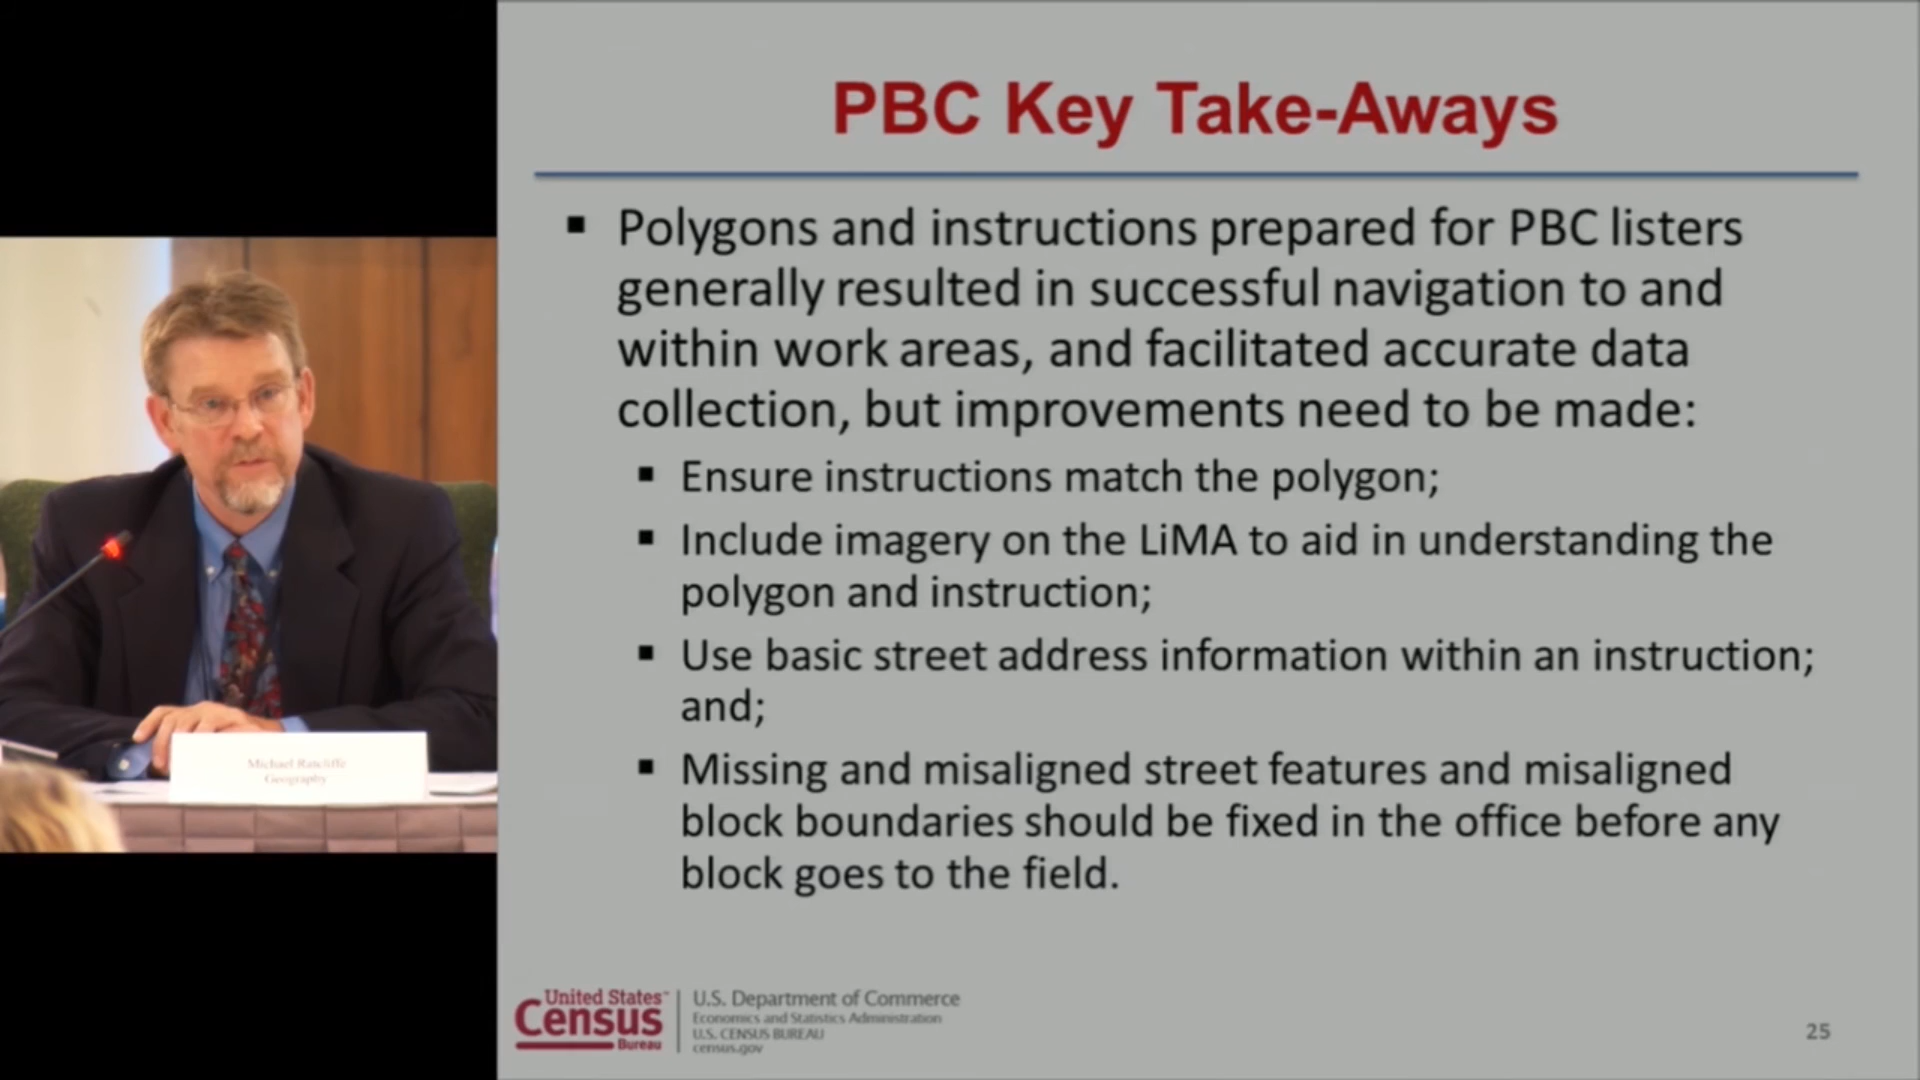 PBC Key Take-Aways
▪ Polygons and instructions prepared for PBC listers
generally resulted in successful navigation to and
within work areas, and facilitated accurate data
collection, but improvements need to be made:
▪ Ensure instructions match the polygon;
▪ Include imagery on the LiMA to aid in understanding the
polygon and instruction;
▪ Use basic street address information within an instruction;
and;
▪ Missing and misaligned street features and misaligned
block boundaries should be fixed in the office before any
block goes to the field.
Michael Ratcliffe
Geography
United States™
Census
Bureau
U.S. Department of Commerce
Economics and Statistics Administration
U.S. CENSUS BUREAU
census.gov
25